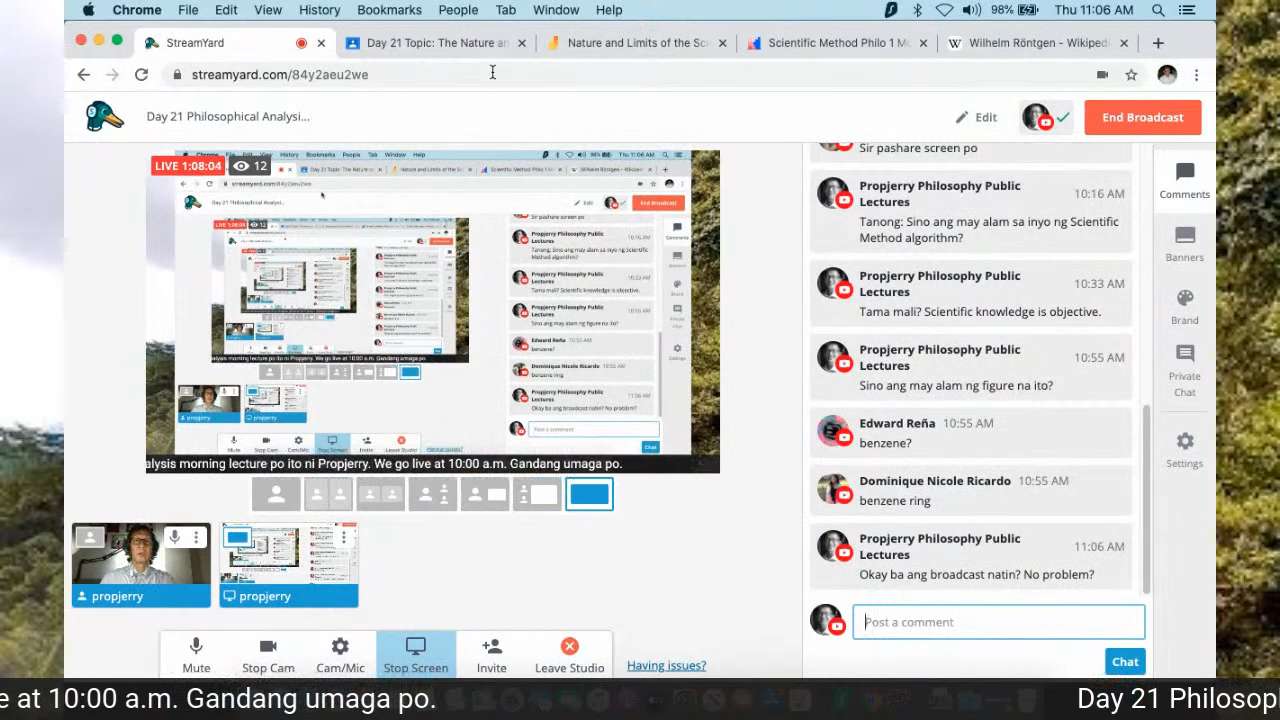 Chrome File Edit View History Bookmarks People Tab Window Help 98% Thu 11:06 AM
StreamYard Day 21 Topic: The Nature an Nature and Limits of the Sc Scientific Method Philo 1 M Wilhelm Röntgen - Wikiped
streamyard.com/84y2aeu2we
Day 21 Philosophical Analysi... Edit End Broadcast
LIVE 1:08:04 12
Sir pashare screen po
Propjerry Philosophy Public Lectures 10:16 AM
Tanong: Sino ang may alam sa inyo ng Scientific
Method algorithm?
Propjerry Philosophy Public Lectures 10:33 AM
Tama mali? Scientific knowledge is objective.
Propjerry Philosophy Public Lectures 10:55 AM
Sino ang may alam ng figure na ito?
Edward Reña 10:55 AM
benzene?
Dominique Nicole Ricardo 10:55 AM
benzene ring
Propjerry Philosophy Public Lectures 11:06 AM
Okay ba ang broadcast natin? No problem?
Post a comment
Chat
Comments
Banners
Brand
Private
Chat
Settings
alysis morning lecture po ito ni Propjerry. We go live at 10:00 a.m. Gandang umaga po.
propjerry propjerry
Mute Stop Cam Cam/Mic Stop Screen Invite Leave Studio Having issues?
e at 10:00 a.m. Gandang umaga po. Day 21 Philosop